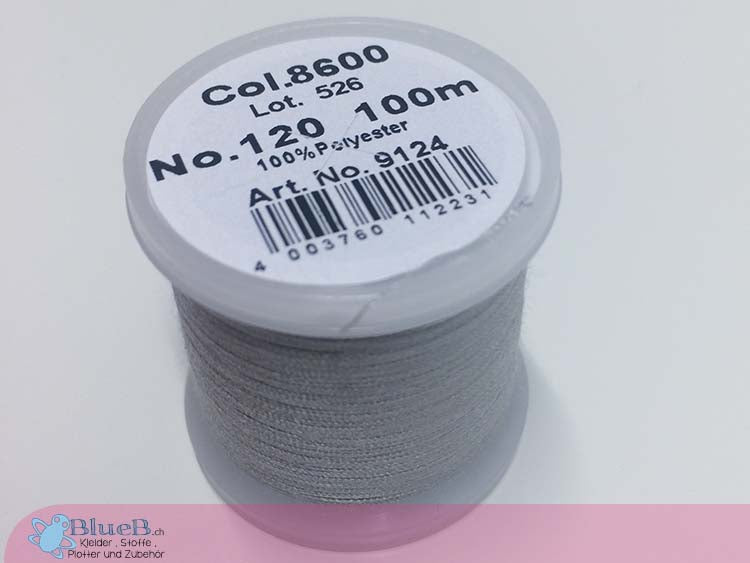 Col.8600
Lot. 526
No.120 100m
100%Polyester
Art. No. 9124
4 003760 112231
BlueB.ch
Kleider, Stoffe,
Plotter und Zubehör